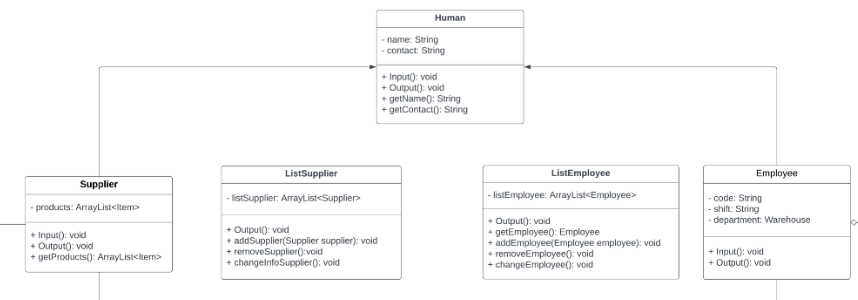 Human
- name: String
- contact: String
+ Input(): void
+ Output(): void
+ getName(): String
+ getContact(): String
Supplier
- products: ArrayList<Item>
+ Input(): void
+ Output(): void
+ getProducts(): ArrayList<Item>
ListSupplier
- listSupplier: ArrayList<Supplier>
+ Output(): void
+ addSupplier(Supplier supplier): void
+ removeSupplier():void
+ changeInfoSupplier(): void
ListEmployee
- listEmployee: ArrayList<Employee>
+ Output(): void
+ getEmployee(): Employee
+ addEmployee(Employee employee): void
+ removeEmployee(): void
+ changeEmployee(): void
Employee
- code: String
- shift: String
- department: Warehouse
+ Input(): void
+ Output(): void